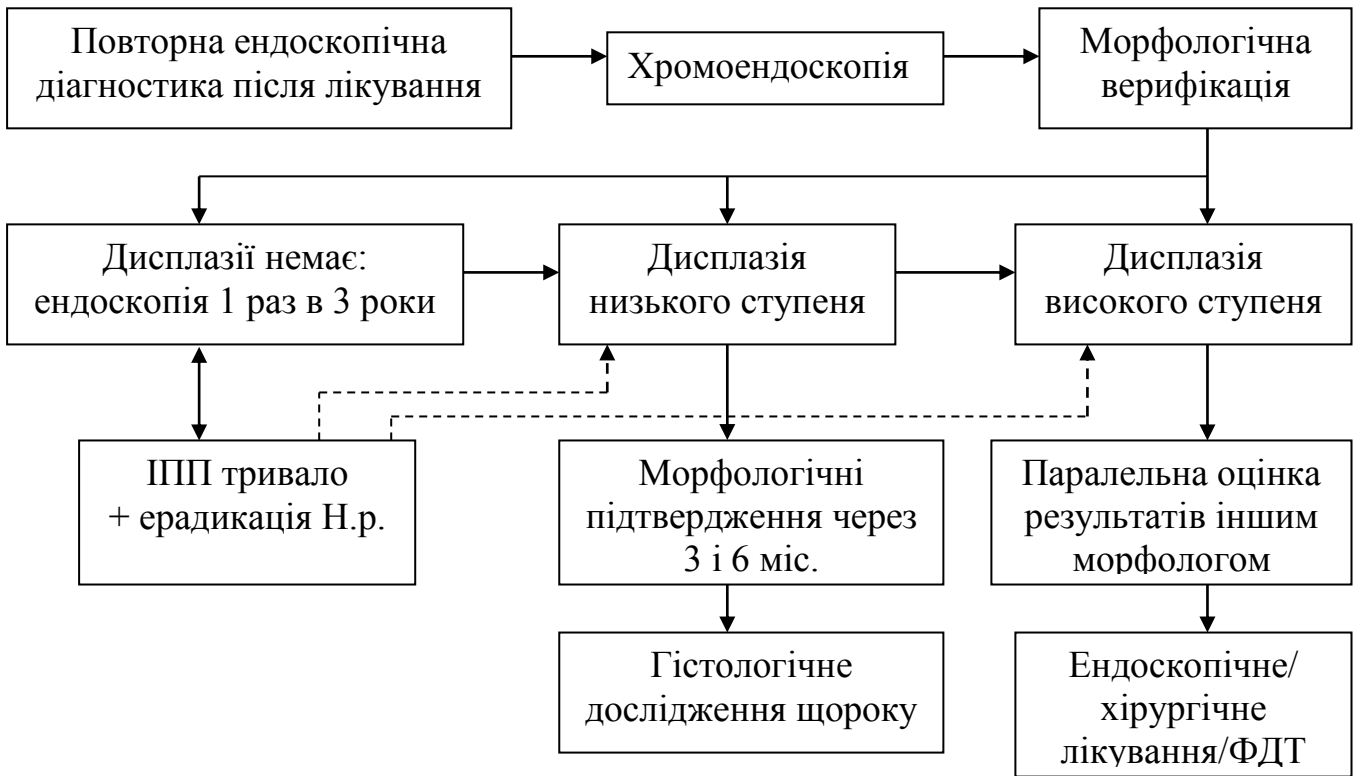 Повторна ендоскопічна
діагностика після лікування
Хромоендоскопія
Морфологічна
верифікація
Дисплазії немає:
ендоскопія 1 раз в 3 роки
Дисплазія
низького ступеня
Дисплазія
високого ступеня
ІПП тривало
+ ерадикація Н.р.
Морфологічні
підтвердження через
3 і 6 міс.
Паралельна оцінка
результатів іншим
морфологом
Гістологічне
дослідження щороку
Ендоскопічне/
хірургічне
лікування/ФДТ